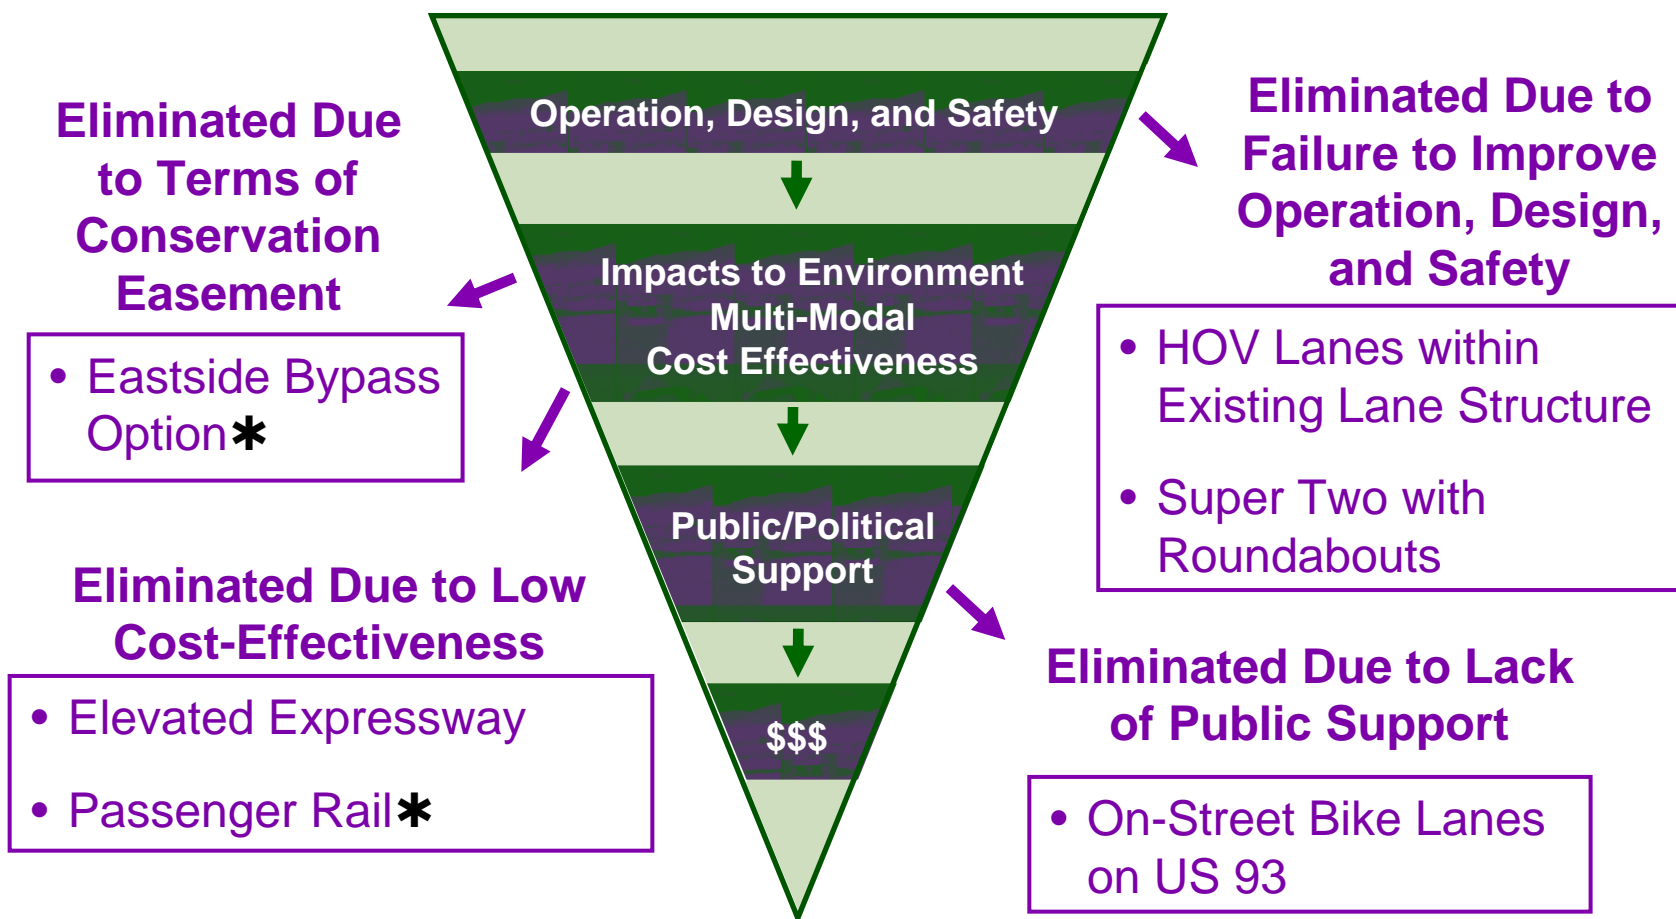 Operation, Design, and Safety
Impacts to Environment
Multi-Modal
Cost Effectiveness
Public/Political
Support
$$$
Eliminated Due
to Terms of
Conservation
Easement
• Eastside Bypass
Option✱
Eliminated Due to Low
Cost-Effectiveness
• Elevated Expressway
• Passenger Rail✱
Eliminated Due to
Failure to Improve
Operation, Design,
and Safety
• HOV Lanes within
Existing Lane Structure
• Super Two with
Roundabouts
Eliminated Due to Lack
of Public Support
• On-Street Bike Lanes
on US 93